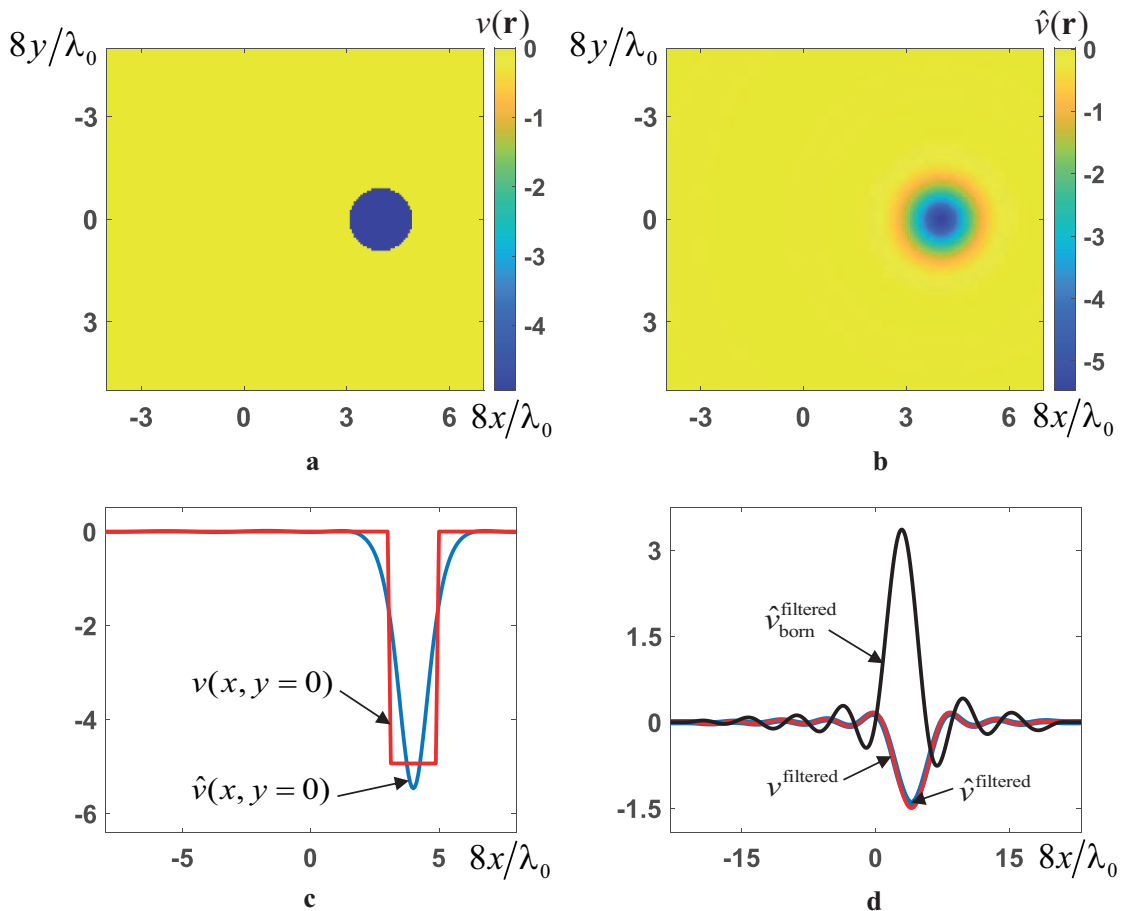 v(r)
8y/λ₀
0
-1
-2
-3
-4
-3
0
3
-3
0
3
6
8x/λ₀
a
v̂(r)
8y/λ₀
0
-1
-2
-3
-4
-5
-3
0
3
-3
0
3
6
8x/λ₀
b
0
-2
-4
-6
v(x, y = 0)
v̂(x, y = 0)
-5
0
5
8x/λ₀
c
3
1.5
0
-1.5
v̂ filtered born
v filtered
v̂ filtered
-15
0
15
8x/λ₀
d